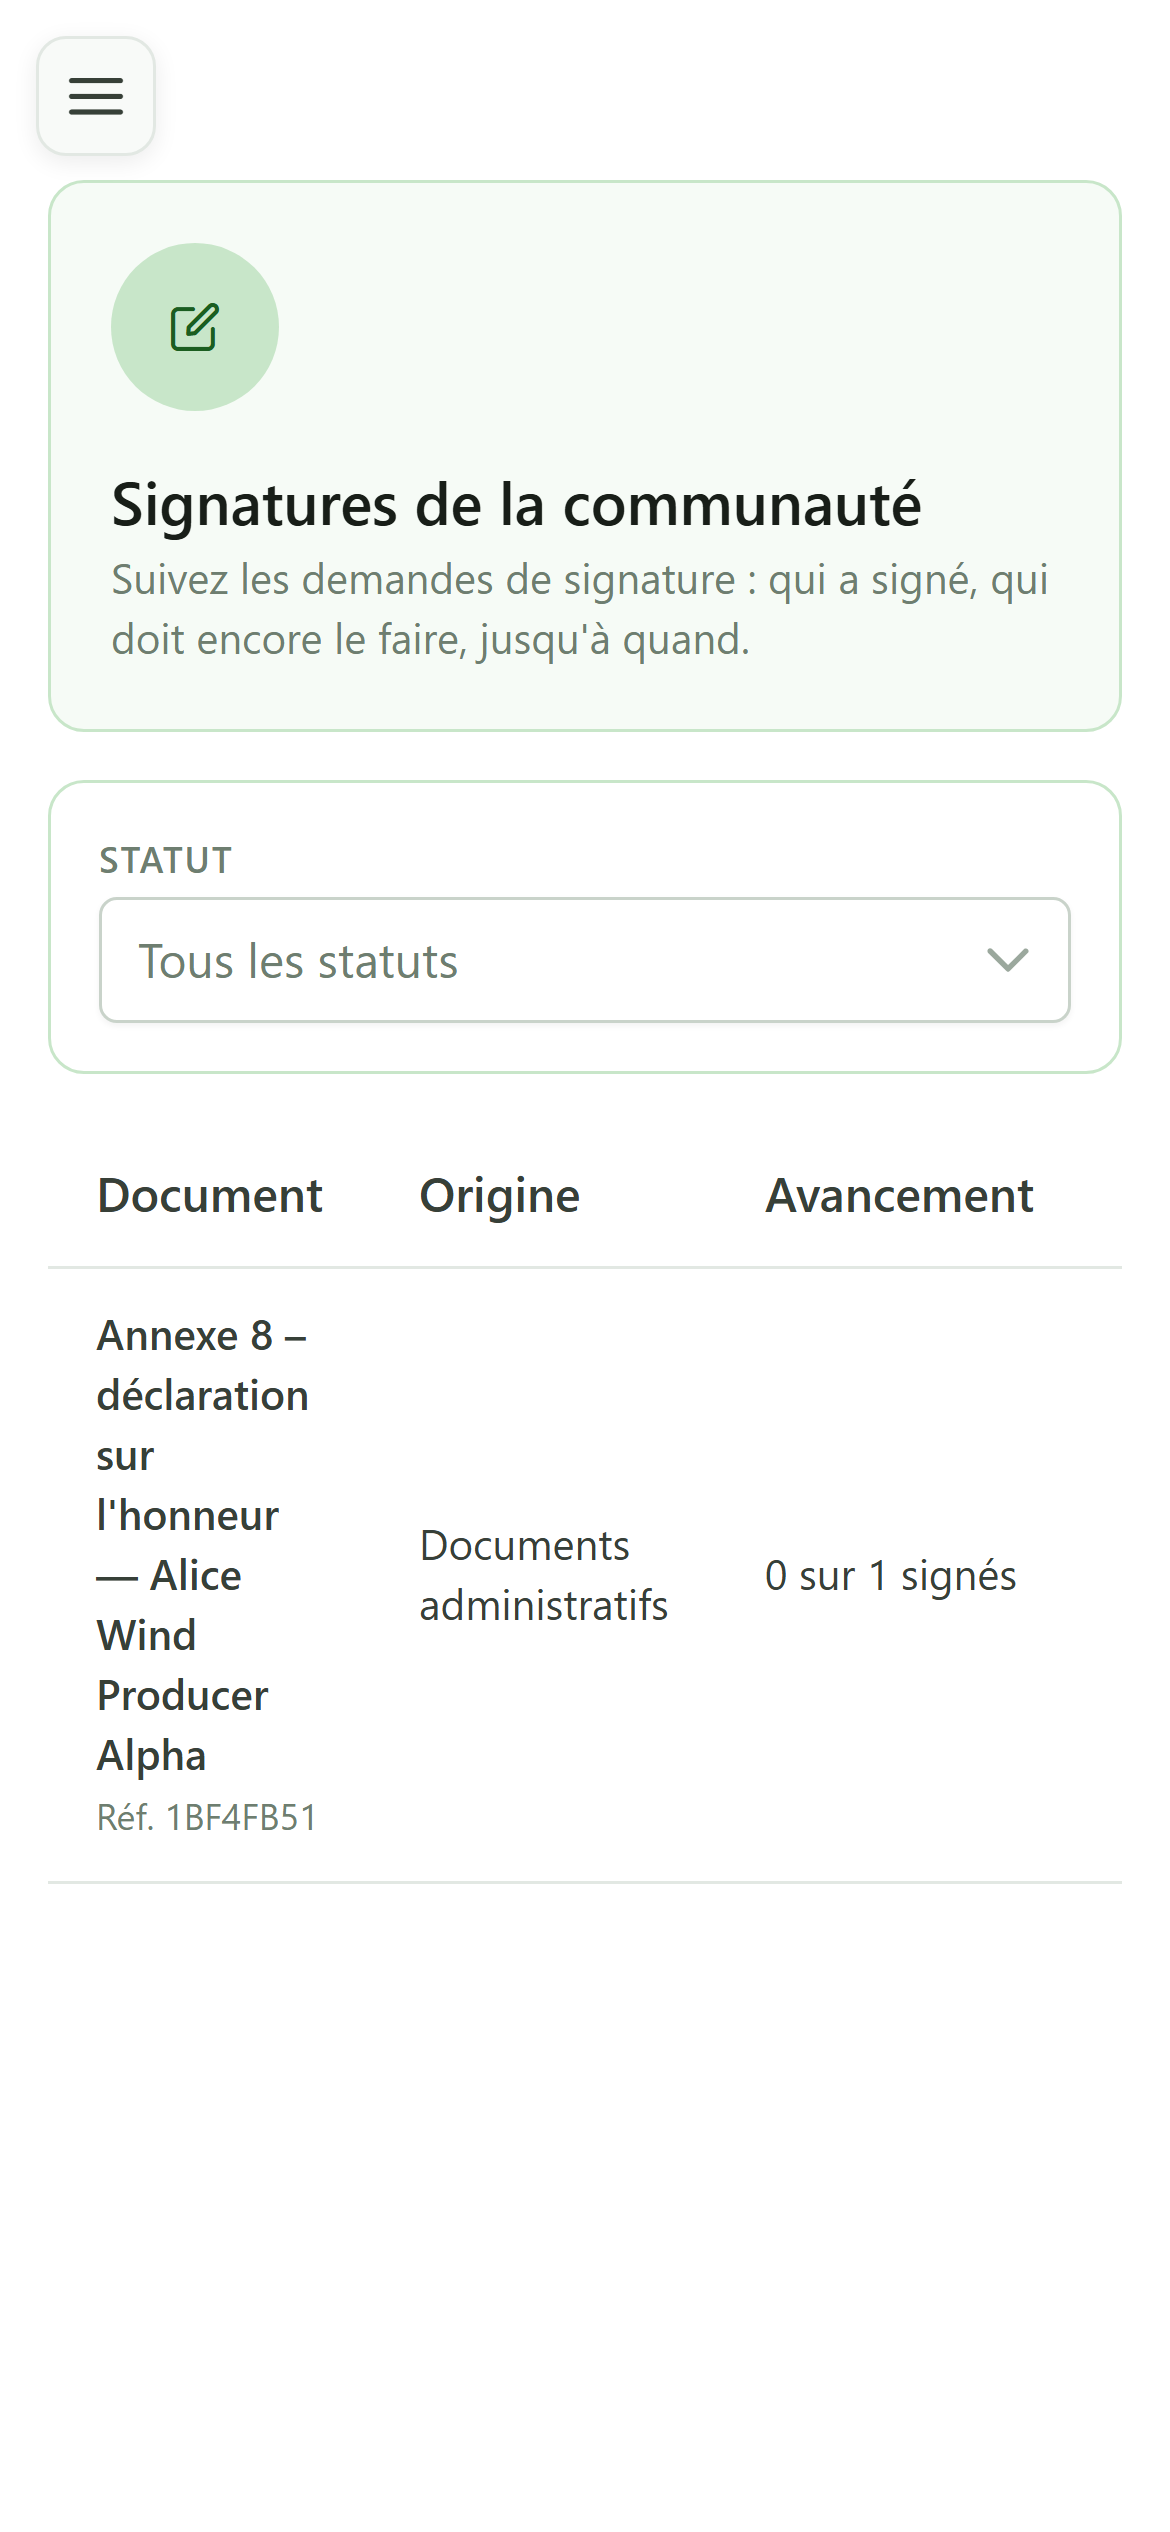 Signatures de la communauté
Suivez les demandes de signature : qui a signé, qui
doit encore le faire, jusqu'à quand.
STATUT
Tous les statuts
Document Origine Avancement
Annexe 8 –
déclaration
sur
l'honneur
— Alice
Wind
Producer
Alpha
Réf. 1BF4FB51
Documents
administratifs
0 sur 1 signés